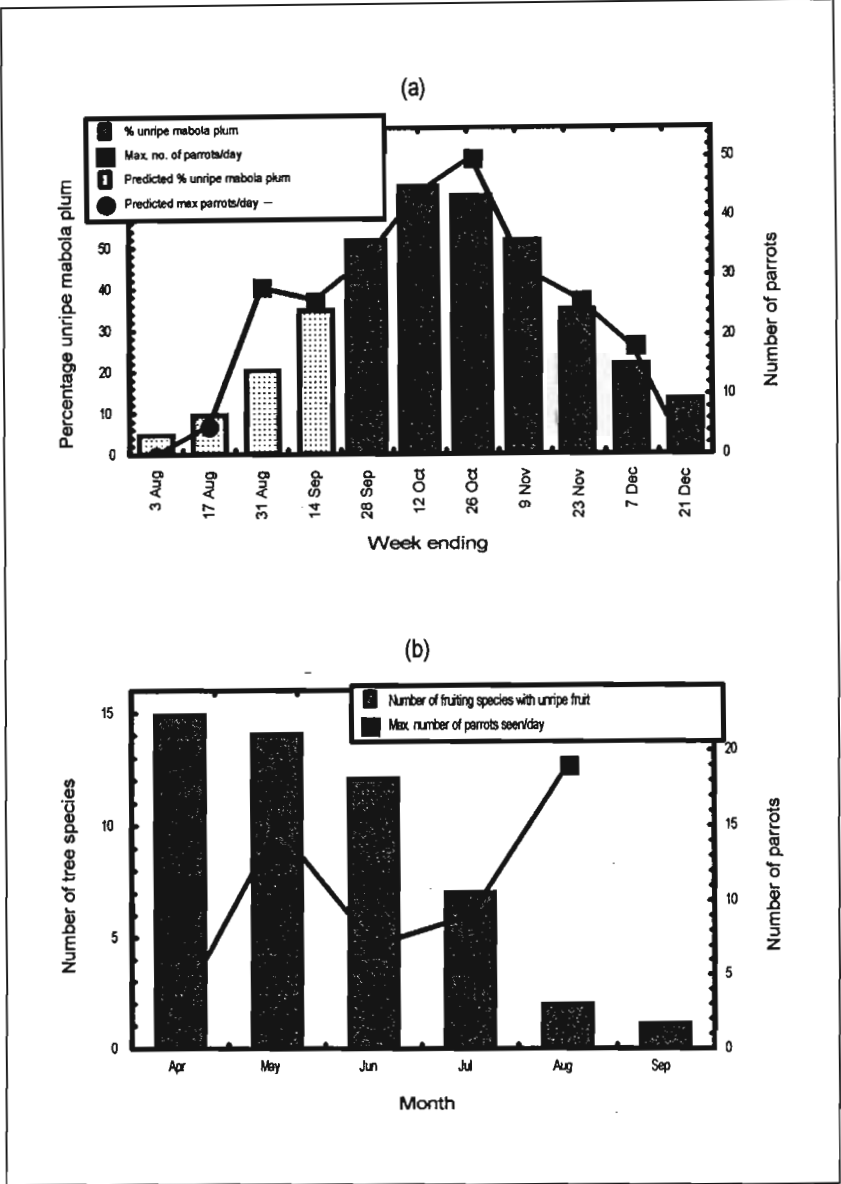 (a)
% unripe mabola plum
Max. no. of parrots/day
Predicted % unripe mabola plum
Predicted max parrots/day —
Percentage unripe mabola plum
50
40
30
20
10
0
50
40
30
20
10
0
Number of parrots
3 Aug
17 Aug
31 Aug
14 Sep
28 Sep
12 Oct
26 Oct
9 Nov
23 Nov
7 Dec
21 Dec
Week ending
(b)
Number of fruiting species with unripe fruit
Max. number of parrots seen/day
Number of tree species
15
10
5
0
20
15
10
5
0
Number of parrots
Apr
May
Jun
Jul
Aug
Sep
Month